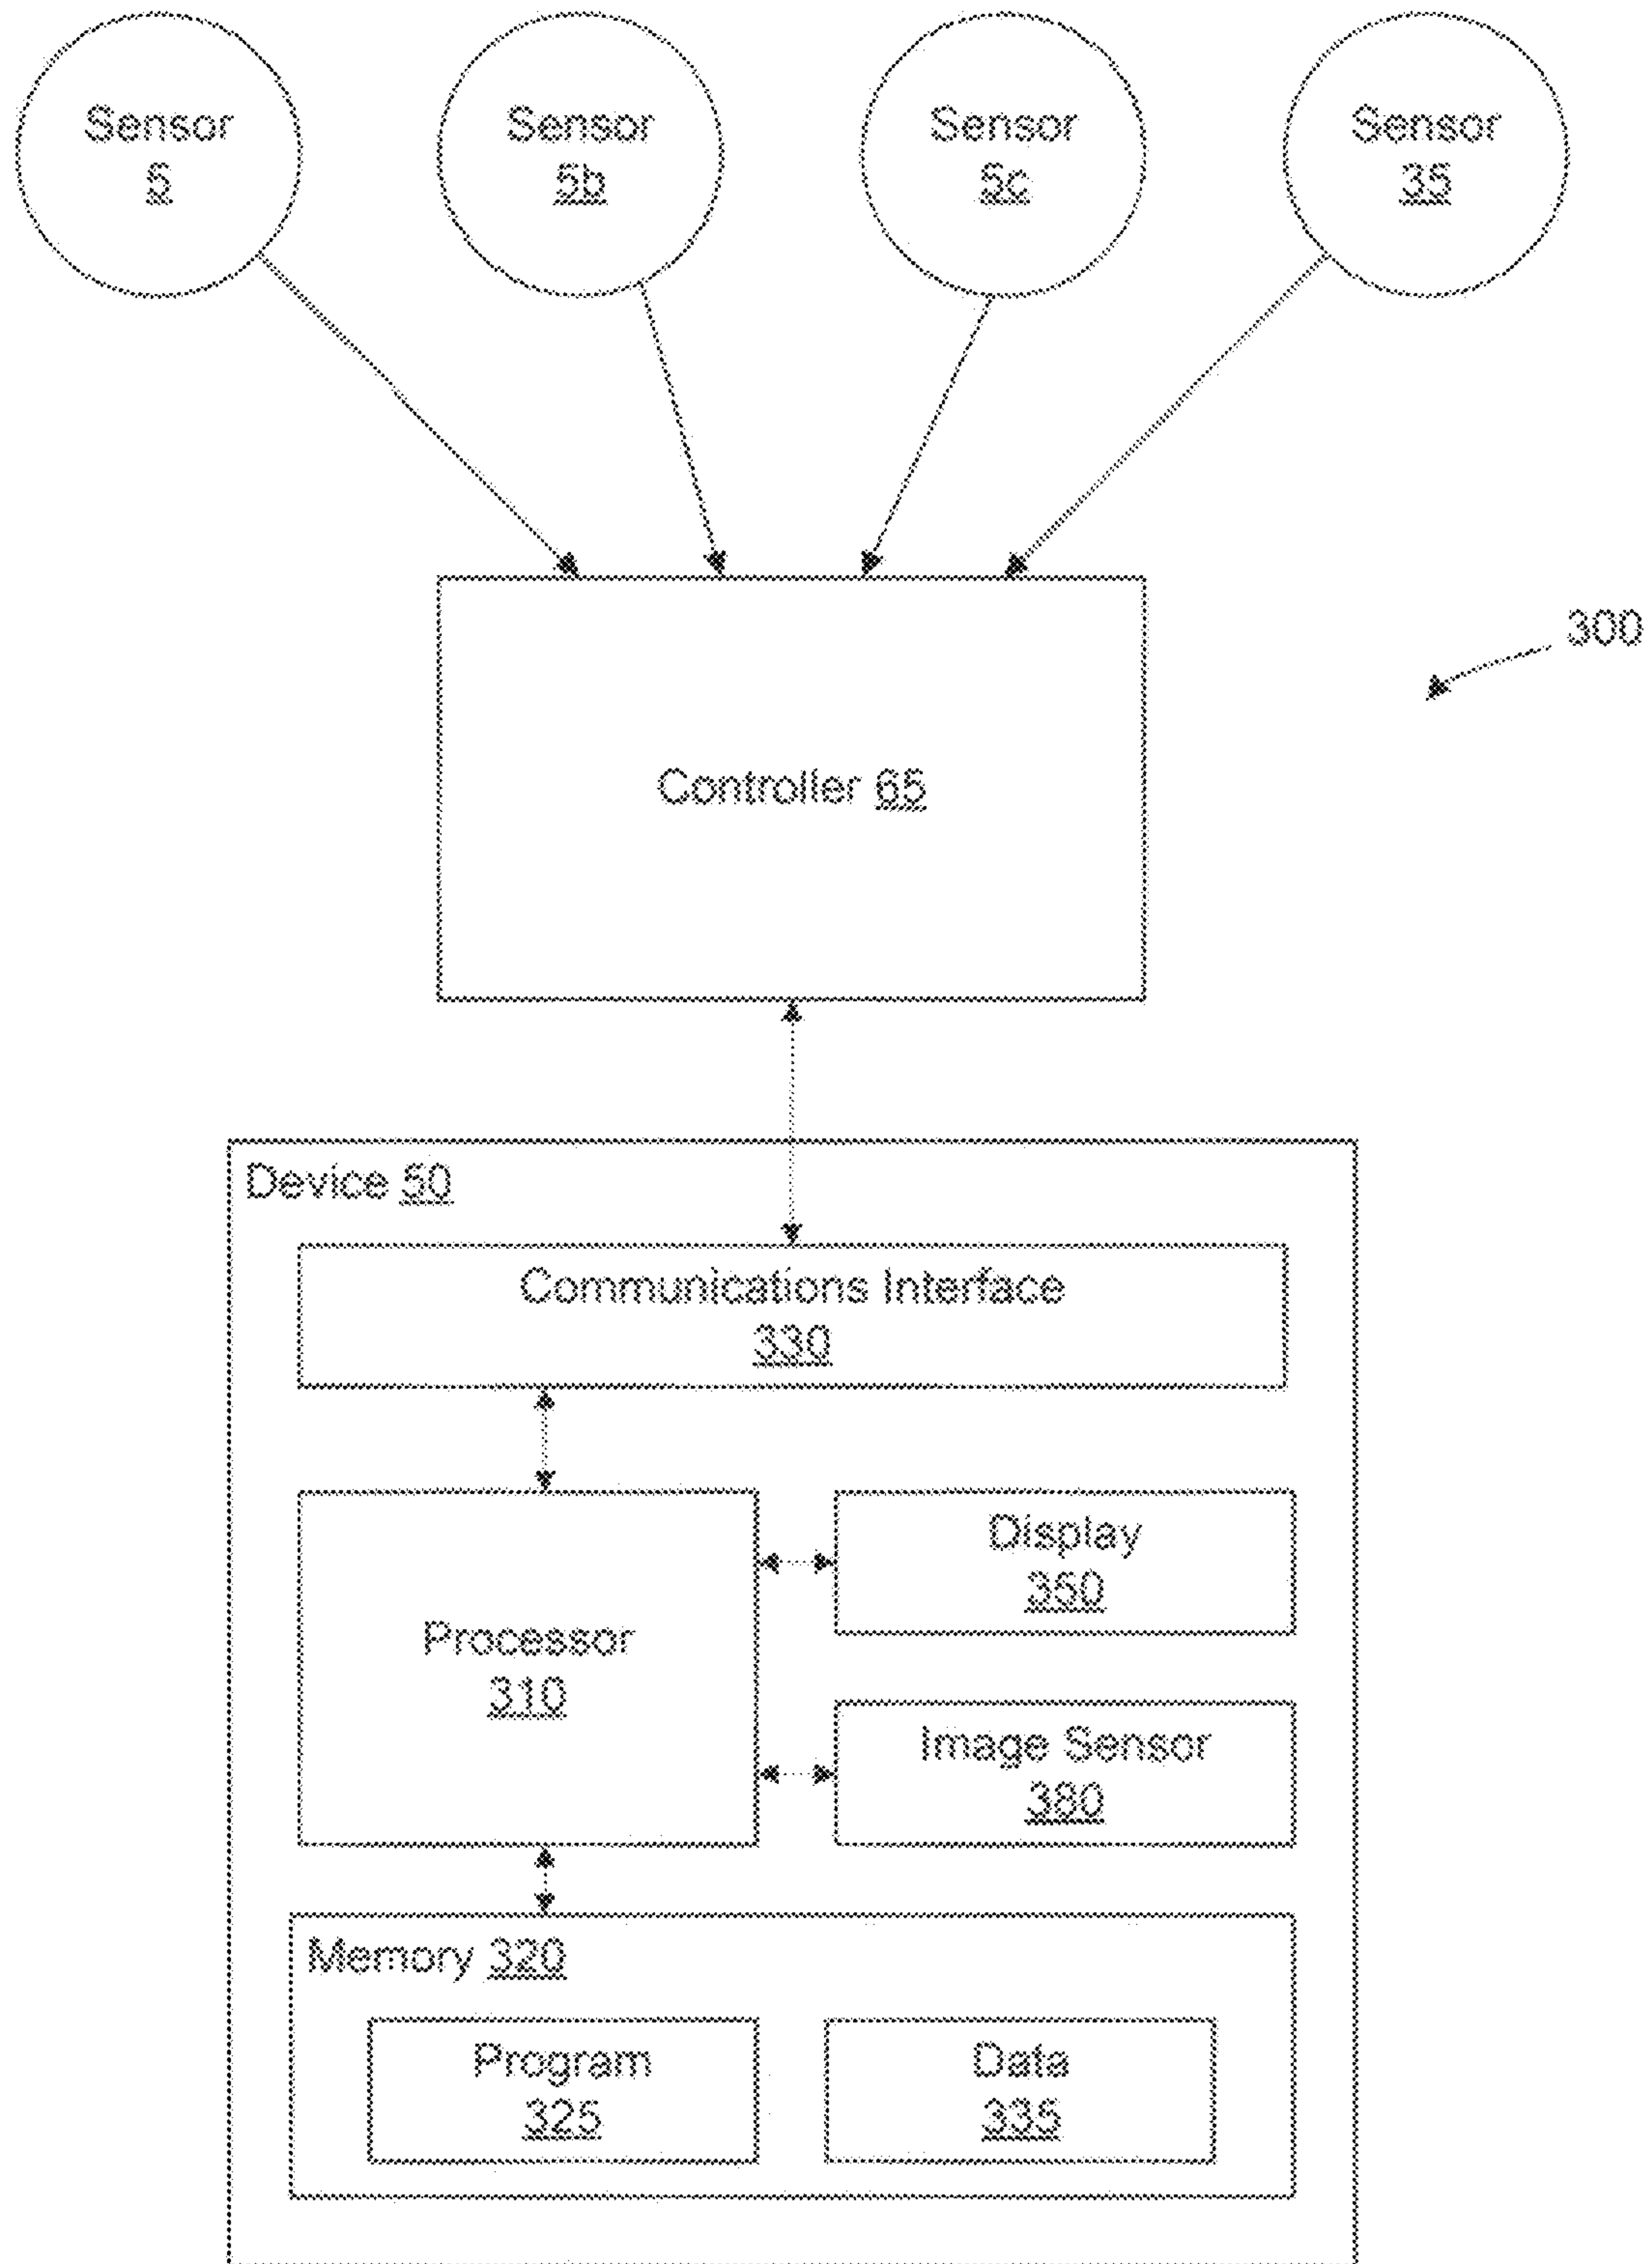 Sensor
5
Sensor
5b
Sensor
5c
Sensor
35
300
Controller 65
Device 50
Communications Interface
330
Processor
310
Display
350
Image Sensor
380
Memory 320
Program
325
Data
335